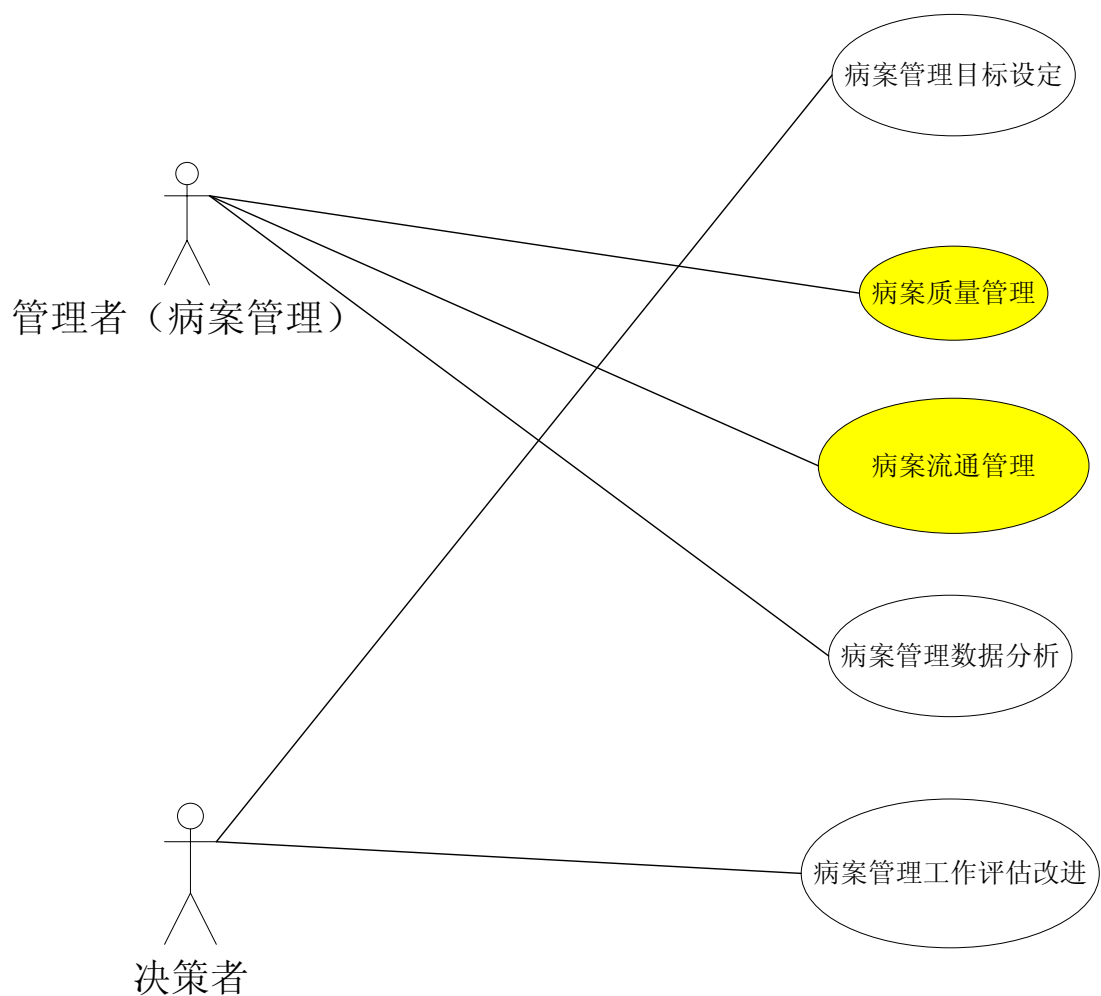 病案管理目标设定
管理者（病案管理）
病案质量管理
病案流通管理
病案管理数据分析
病案管理工作评估改进
决策者